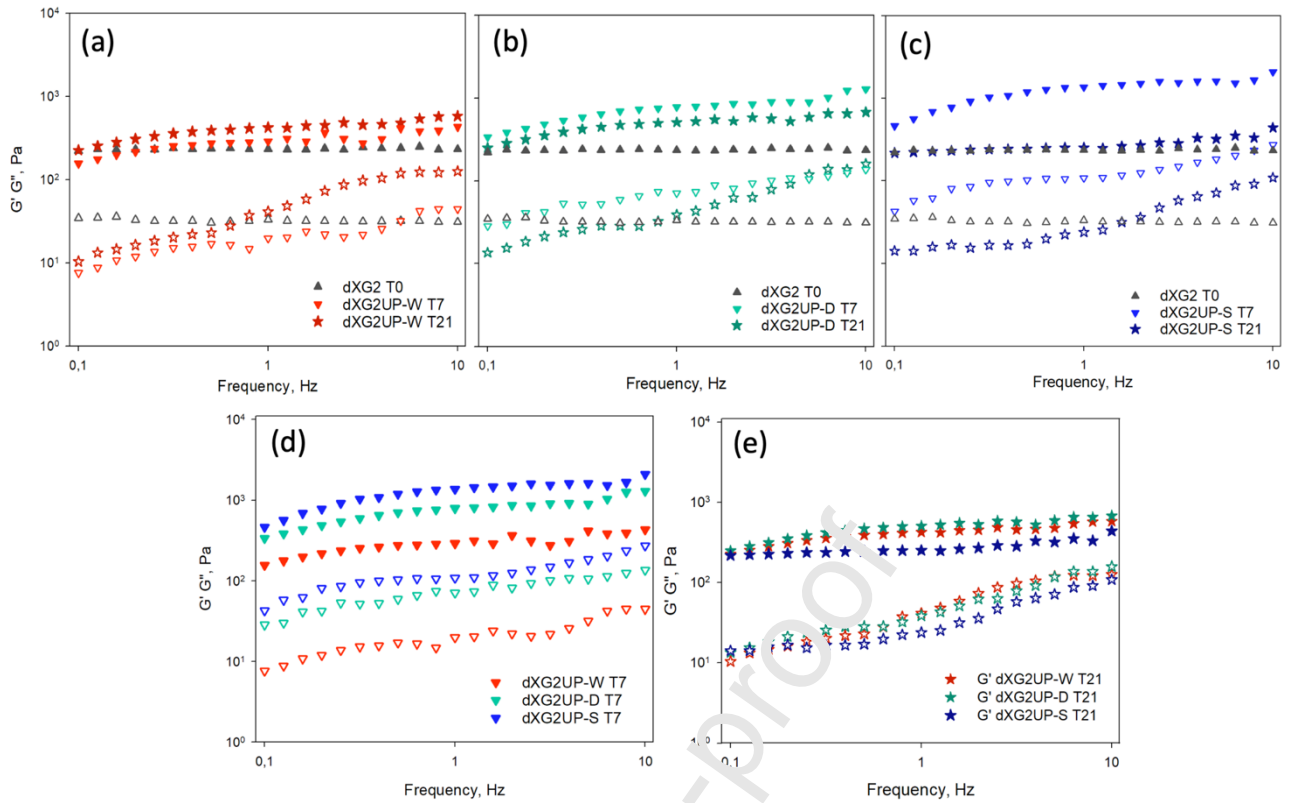 (a)
10⁴
10³
10²
10¹
10⁰
G' G", Pa
0,1
1
10
Frequency, Hz
dXG2 T0
dXG2UP-W T7
dXG2UP-W T21
(b)
0,1
1
10
Frequency, Hz
dXG2 T0
dXG2UP-D T7
dXG2UP-D T21
(c)
0,1
1
10
Frequency, Hz
dXG2 T0
dXG2UP-S T7
dXG2UP-S T21
(d)
10⁴
10³
10²
10¹
10⁰
G' G", Pa
0,1
1
10
Frequency, Hz
dXG2UP-W T7
dXG2UP-D T7
dXG2UP-S T7
(e)
10⁴
10³
10²
10¹
10⁰
G' G", Pa
0,1
1
10
Frequency, Hz
G' dXG2UP-W T21
G' dXG2UP-D T21
G' dXG2UP-S T21
-proof